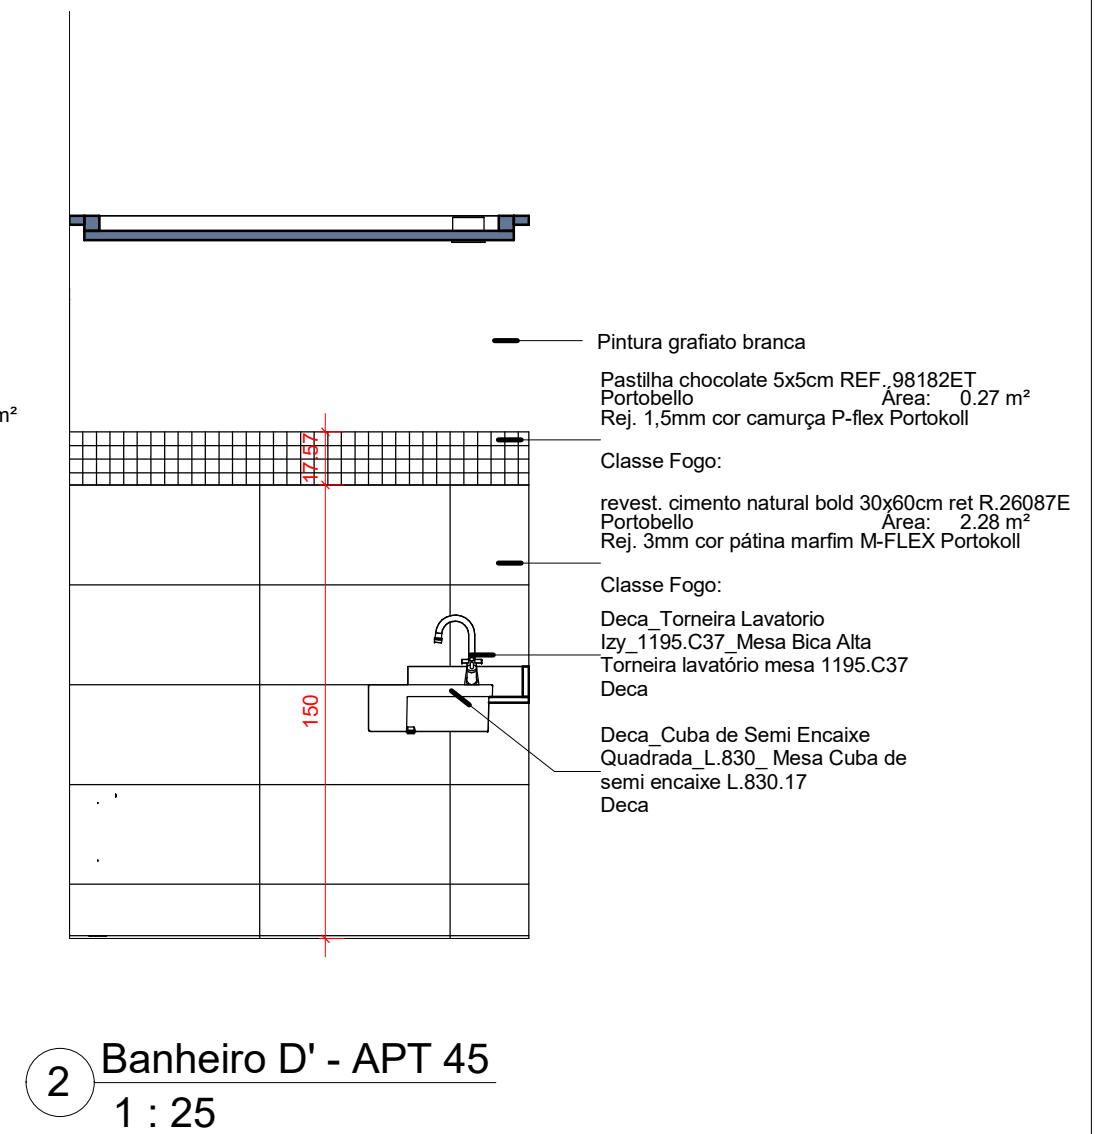 m²
Pintura grafiato branca
Pastilha chocolate 5x5cm REF. 98182ET
Portobello Área: 0.27 m²
Rej. 1,5mm cor camurça P-flex Portokoll
Classe Fogo:
17.57
revest. cimento natural bold 30x60cm ret R.26087E
Portobello Área: 2.28 m²
Rej. 3mm cor pátina marfim M-FLEX Portokoll
Classe Fogo:
Deca_Torneira Lavatorio
Izy_1195.C37_Mesa Bica Alta
Torneira lavatório mesa 1195.C37
Deca
150
Deca_Cuba de Semi Encaixe
Quadrada_L.830_ Mesa Cuba de
semi encaixe L.830.17
Deca
2 Banheiro D' - APT 45
1 : 25